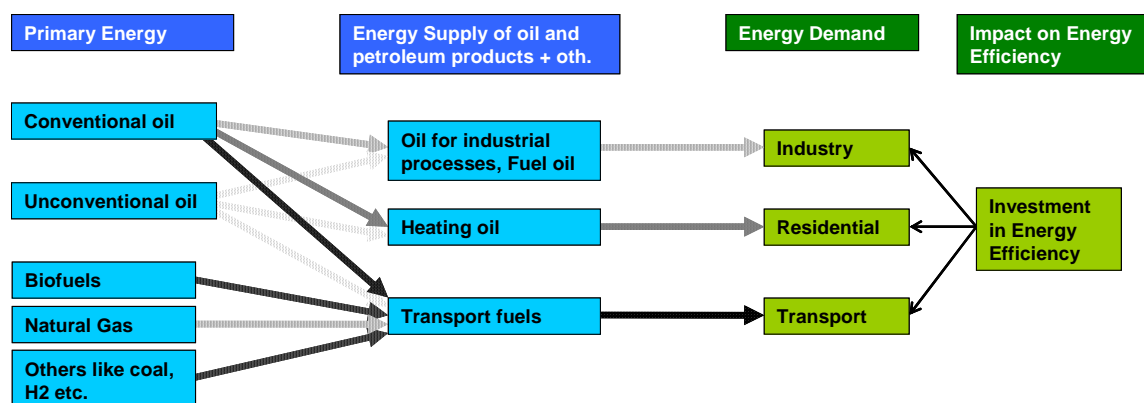 Primary Energy
Energy Supply of oil and
petroleum products + oth.
Energy Demand
Impact on Energy
Efficiency
Conventional oil
Unconventional oil
Biofuels
Natural Gas
Others like coal,
H2 etc.
Oil for industrial
processes, Fuel oil
Heating oil
Transport fuels
Industry
Residential
Transport
Investment
in Energy
Efficiency